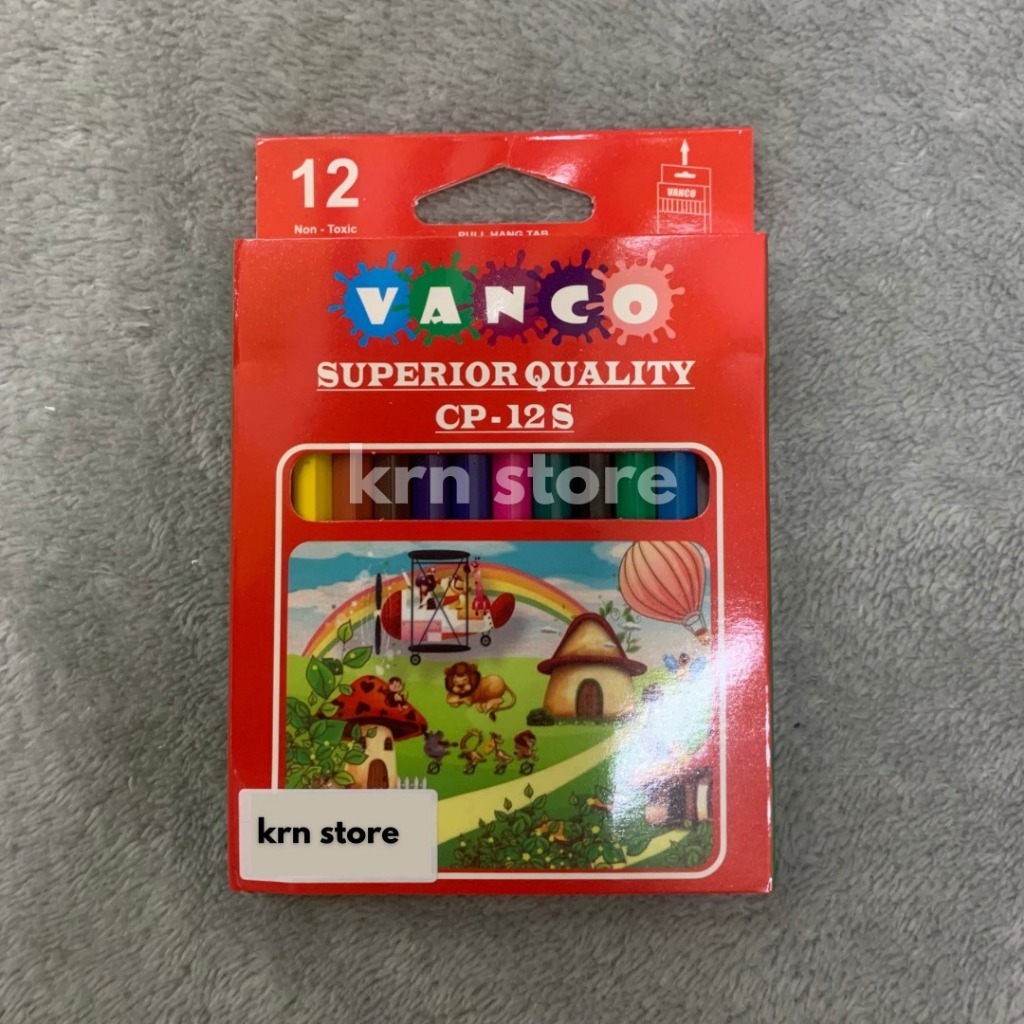 12
Non - Toxic
PULL HANG TAB
VANCO
VANCO
SUPERIOR QUALITY
CP - 12 S
krn store
krn store